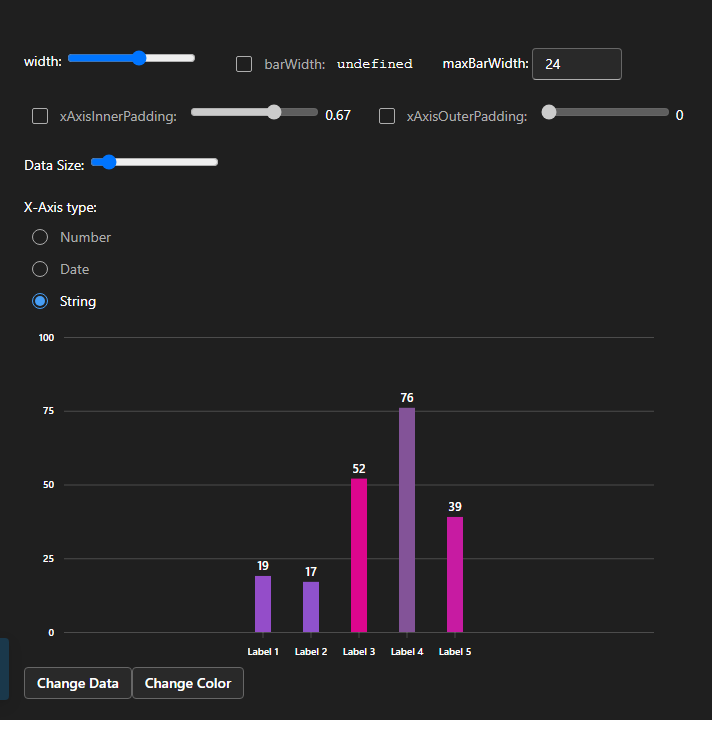 width: barWidth: undefined maxBarWidth: 24
xAxisInnerPadding: 0.67 xAxisOuterPadding: 0
Data Size:
X-Axis type:
Number
Date
String
100
76
75
52
50
39
25
19
17
0
Label 1 Label 2 Label 3 Label 4 Label 5
Change Data Change Color